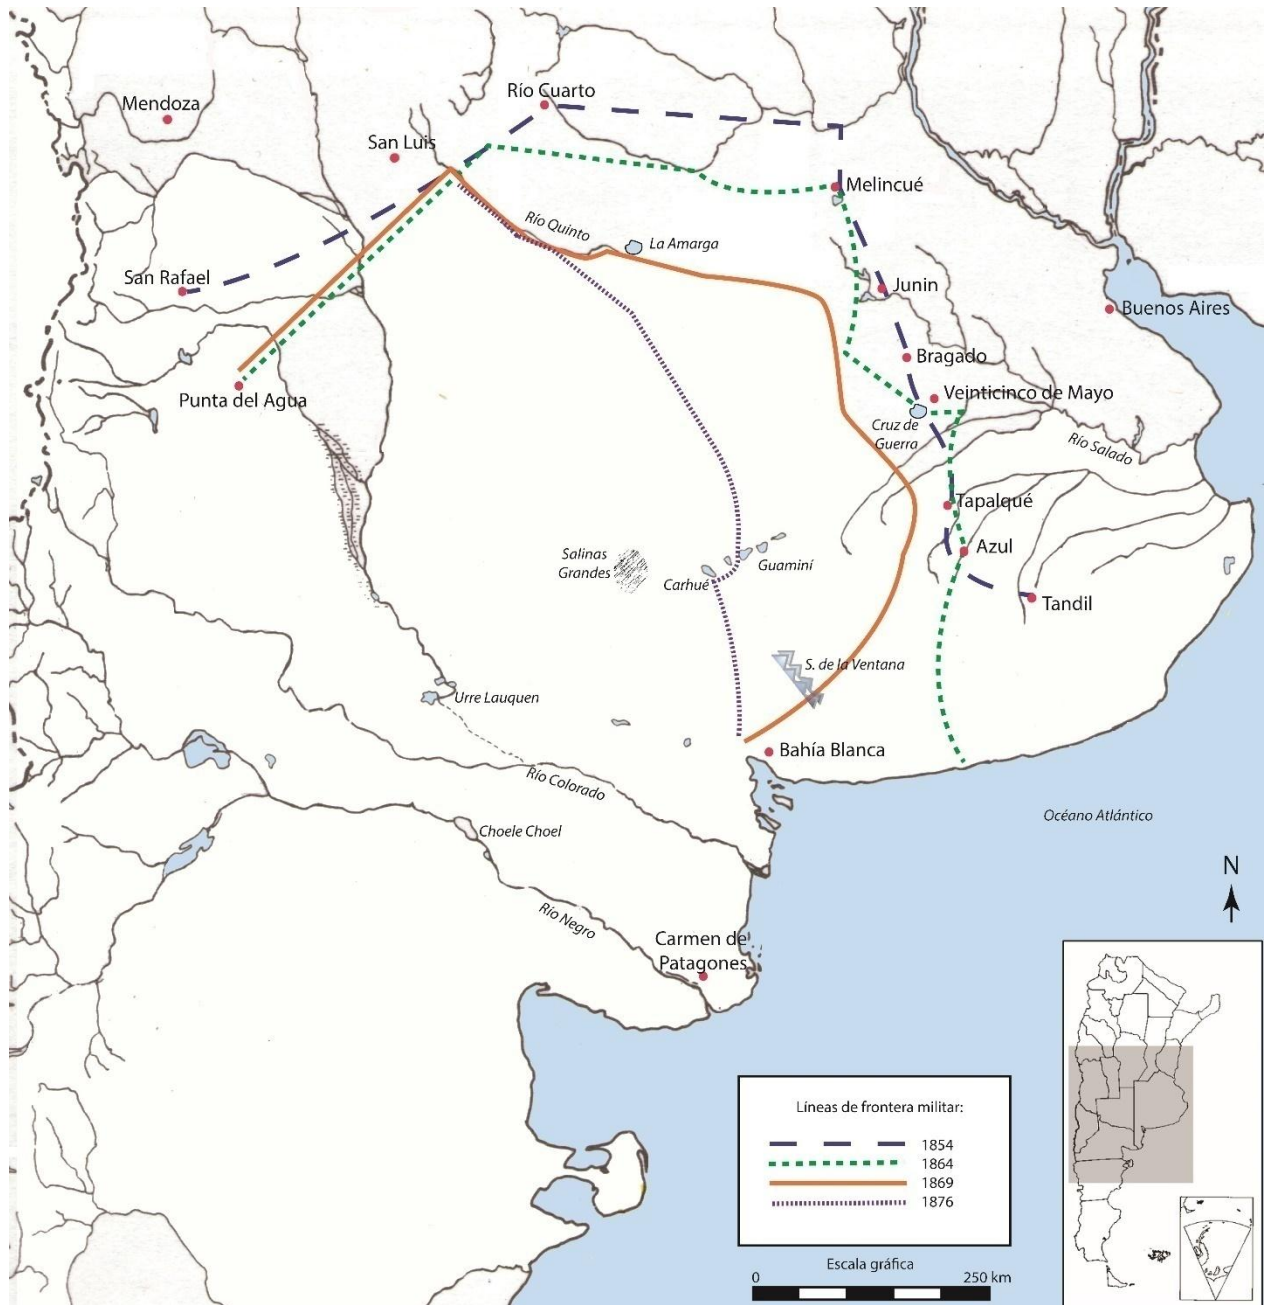 Mendoza
Río Cuarto
San Luis
Melincué
Río Quinto
La Amarga
San Rafael
Junin
Buenos Aires
Bragado
Punta del Agua
Veinticinco de Mayo
Cruz de
Guerra
Río Salado
Tapalqué
Azul
Salinas
Grandes
Guaminí
Carhué
Tandil
S. de la Ventana
Urre Lauquen
Bahía Blanca
Río Colorado
Océano Atlántico
Choele Choel
N
Río Negro
Carmen de
Patagones
Líneas de frontera militar:
1854
1864
1869
1876
Escala gráfica
0 250 km